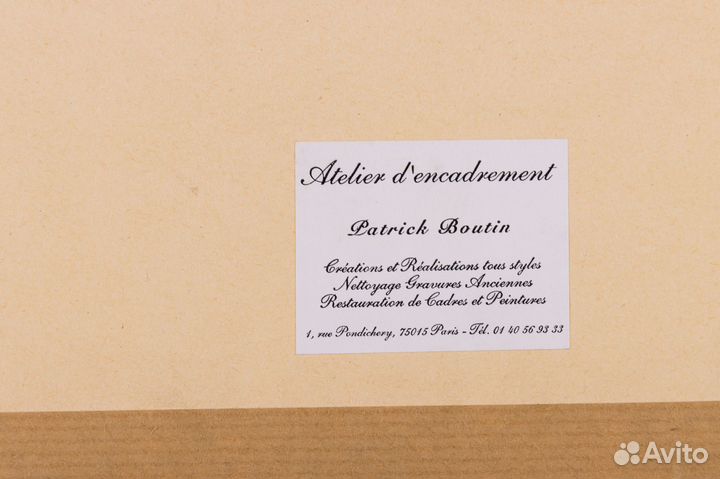 Atelier d'encadrement
Patrick Boutin
Créations et Réalisations tous styles
Nettoyage Gravures Anciennes
Restauration de Cadres et Peintures
1, rue Pondichery, 75015 Paris - Tél. 01 40 56 93 33
Avito